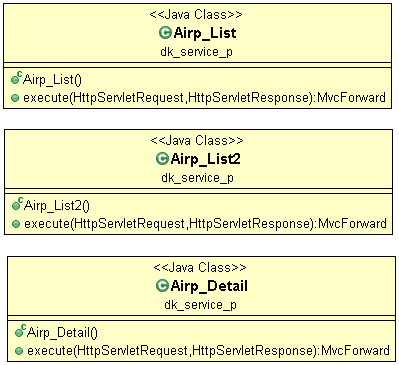 <<Java Class>>
Airp_List
dk_service_p
Airp_List()
execute(HttpServletRequest,HttpServletResponse):MvcForward
<<Java Class>>
Airp_List2
dk_service_p
Airp_List2()
execute(HttpServletRequest,HttpServletResponse):MvcForward
<<Java Class>>
Airp_Detail
dk_service_p
Airp_Detail()
execute(HttpServletRequest,HttpServletResponse):MvcForward